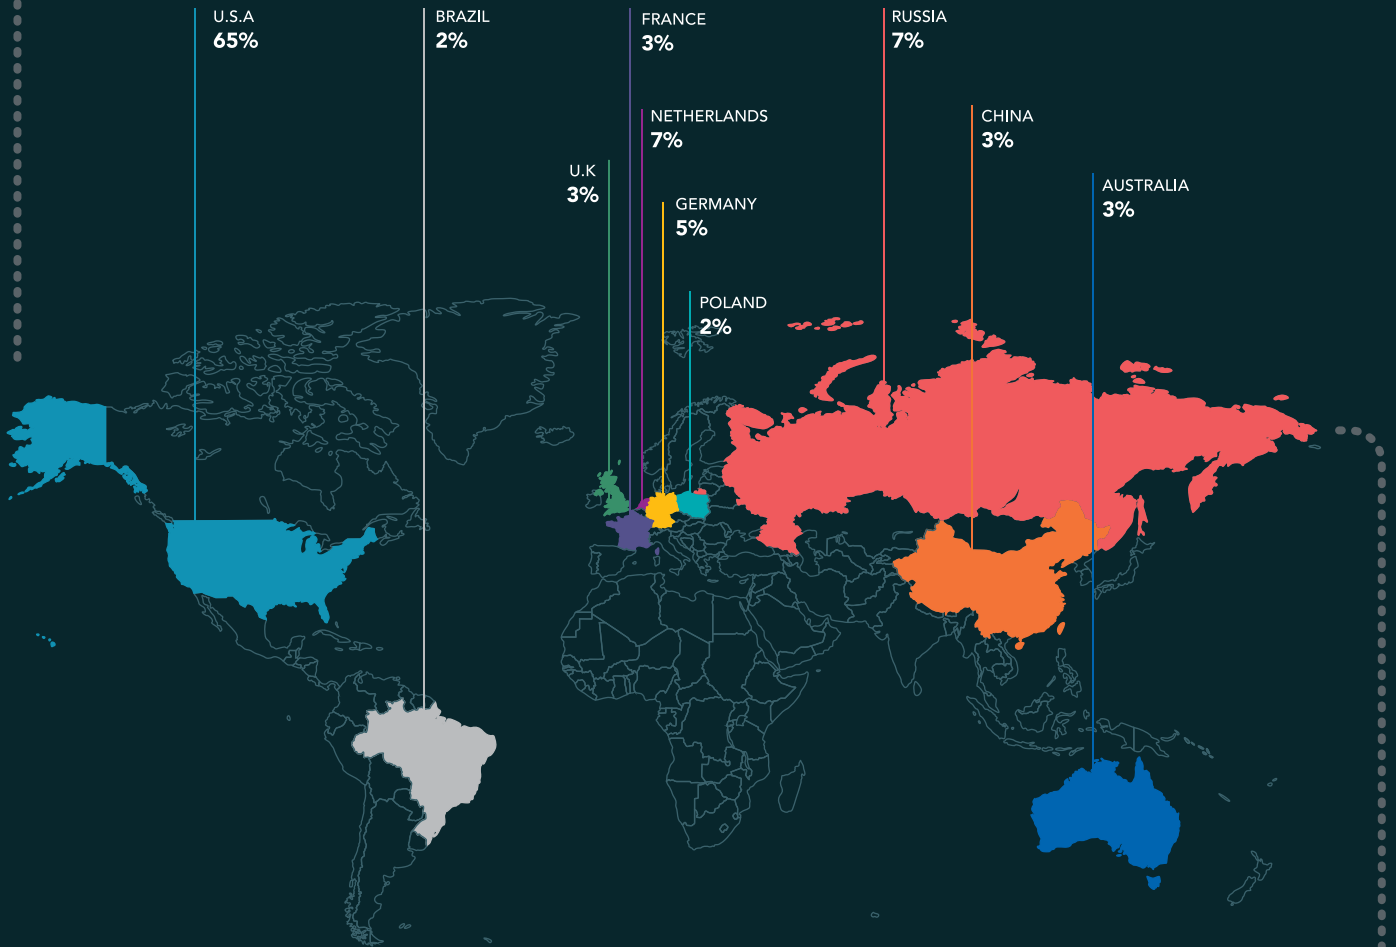 U.S.A
65%
BRAZIL
2%
FRANCE
3%
RUSSIA
7%
NETHERLANDS
7%
CHINA
3%
U.K
3%
AUSTRALIA
3%
GERMANY
5%
POLAND
2%